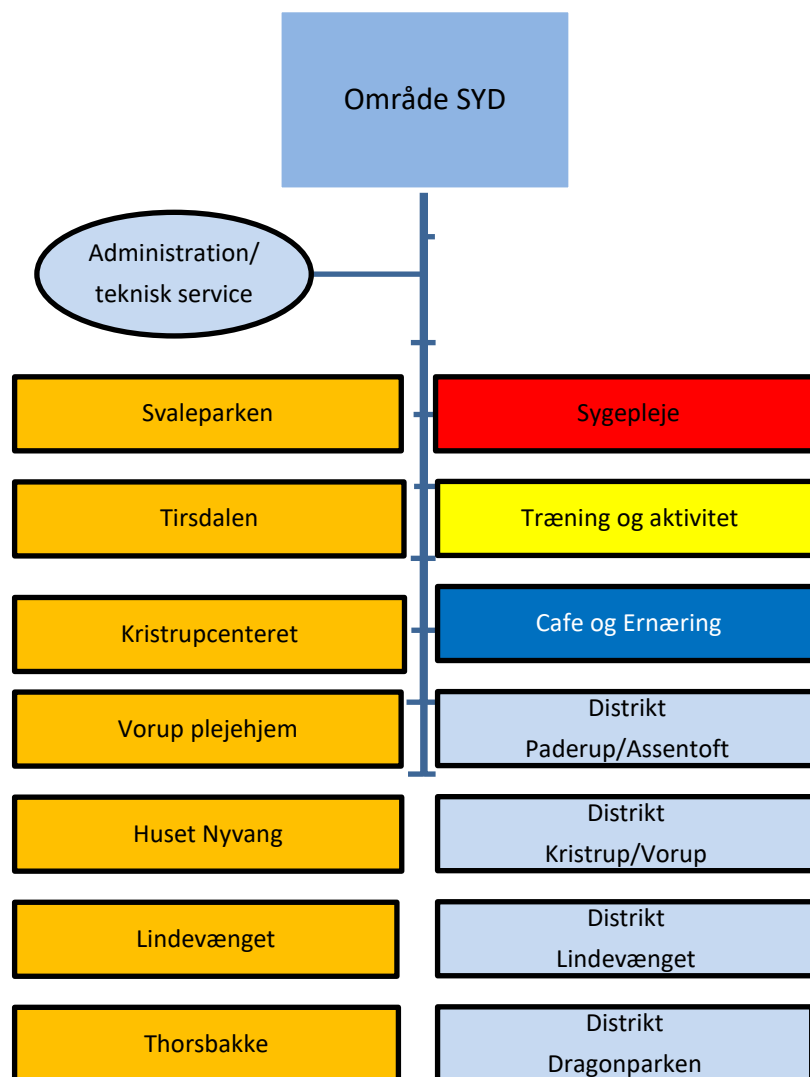 Område SYD
Administration/
teknisk service
Svaleparken
Sygepleje
Tirsdalen
Træning og aktivitet
Kristrupcenteret
Cafe og Ernæring
Vorup plejehjem
Distrikt
Paderup/Assentoft
Huset Nyvang
Distrikt
Kristrup/Vorup
Lindevænget
Distrikt
Lindevænget
Thorsbakke
Distrikt
Dragonparken